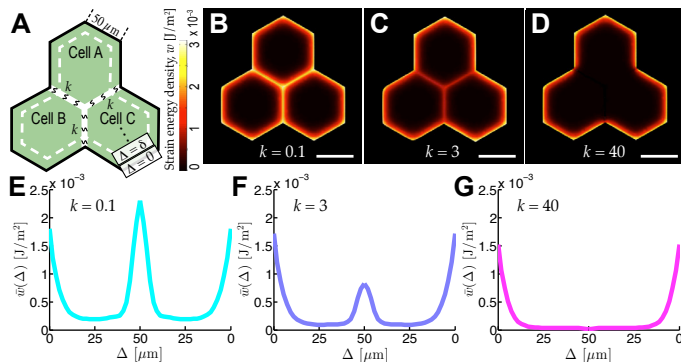 A
50 μm
Cell A
k
k
Cell B
k
Cell C
Δ = δ
Δ = 0
Strain energy density, w [J/m²]
× 10⁻³
3
2
1
0
B
k = 0.1
C
k = 3
D
k = 40
E
× 10⁻³
k = 0.1
2.5
2
1.5
1
0.5
0
w̄(Δ) [J/m²]
0 25 50 25 0
Δ [μm]
F
× 10⁻³
k = 3
2.5
2
1.5
1
0.5
0
w̄(Δ) [J/m²]
0 25 50 25 0
Δ [μm]
G
× 10⁻³
k = 40
2.5
2
1.5
1
0.5
0
w̄(Δ) [J/m²]
0 25 50 25 0
Δ [μm]